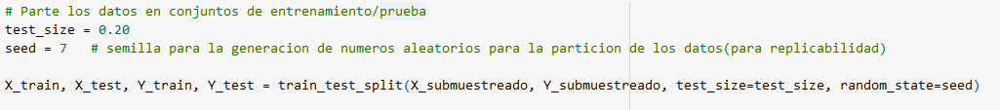 # Parte los datos en conjuntos de entrenamiento/prueba
test_size = 0.20
seed = 7   # semilla para la generacion de numeros aleatorios para la particion de los datos(para replicabilidad)
X_train, X_test, Y_train, Y_test = train_test_split(X_submuestreado, Y_submuestreado, test_size=test_size, random_state=seed)